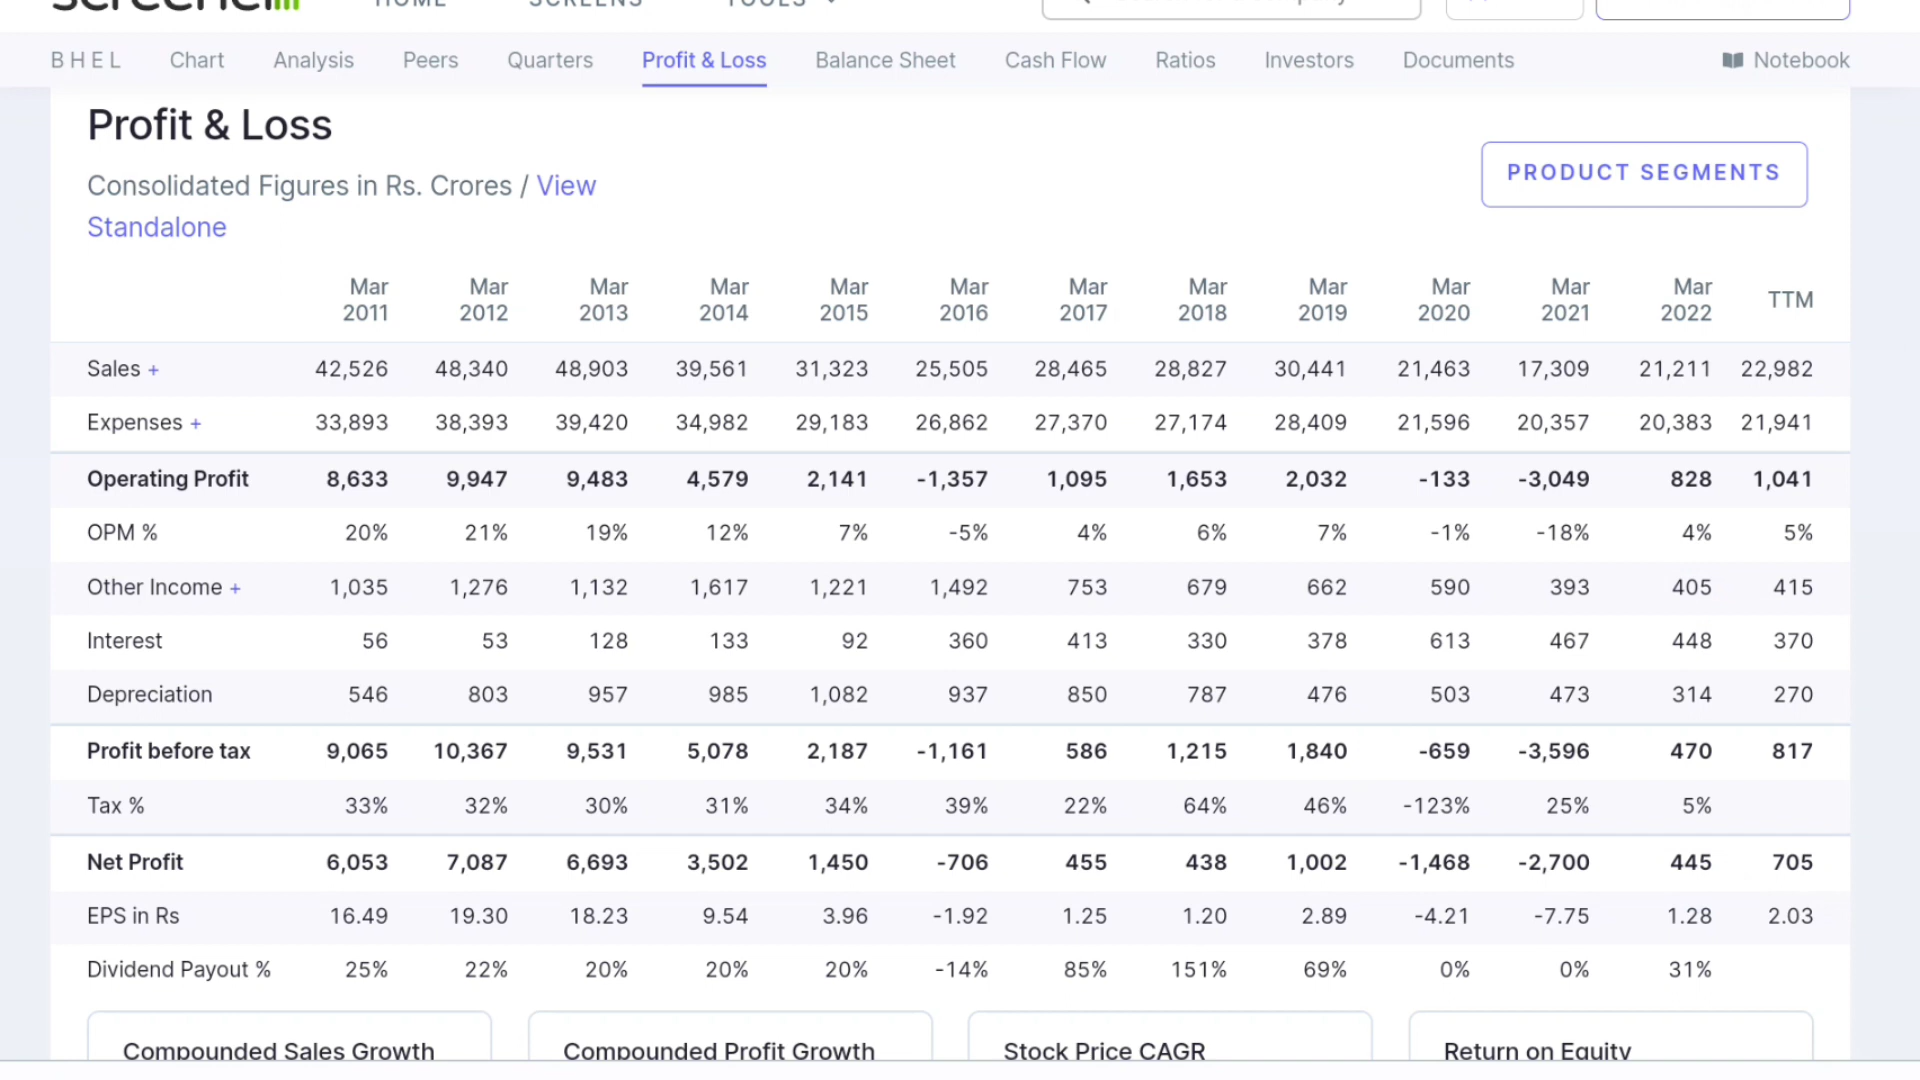 screener
HOME SCREENS TOOLS
B H E L Chart Analysis Peers Quarters Profit & Loss Balance Sheet Cash Flow Ratios Investors Documents Notebook
Profit & Loss
Consolidated Figures in Rs. Crores / View
Standalone
PRODUCT SEGMENTS
Mar 2011 Mar 2012 Mar 2013 Mar 2014 Mar 2015 Mar 2016 Mar 2017 Mar 2018 Mar 2019 Mar 2020 Mar 2021 Mar 2022 TTM
Sales + 42,526 48,340 48,903 39,561 31,323 25,505 28,465 28,827 30,441 21,463 17,309 21,211 22,982
Expenses + 33,893 38,393 39,420 34,982 29,183 26,862 27,370 27,174 28,409 21,596 20,357 20,383 21,941
Operating Profit 8,633 9,947 9,483 4,579 2,141 -1,357 1,095 1,653 2,032 -133 -3,049 828 1,041
OPM % 20% 21% 19% 12% 7% -5% 4% 6% 7% -1% -18% 4% 5%
Other Income + 1,035 1,276 1,132 1,617 1,221 1,492 753 679 662 590 393 405 415
Interest 56 53 128 133 92 360 413 330 378 613 467 448 370
Depreciation 546 803 957 985 1,082 937 850 787 476 503 473 314 270
Profit before tax 9,065 10,367 9,531 5,078 2,187 -1,161 586 1,215 1,840 -659 -3,596 470 817
Tax % 33% 32% 30% 31% 34% 39% 22% 64% 46% -123% 25% 5%
Net Profit 6,053 7,087 6,693 3,502 1,450 -706 455 438 1,002 -1,468 -2,700 445 705
EPS in Rs 16.49 19.30 18.23 9.54 3.96 -1.92 1.25 1.20 2.89 -4.21 -7.75 1.28 2.03
Dividend Payout % 25% 22% 20% 20% 20% -14% 85% 151% 69% 0% 0% 31%
Compounded Sales Growth Compounded Profit Growth Stock Price CAGR Return on Equity